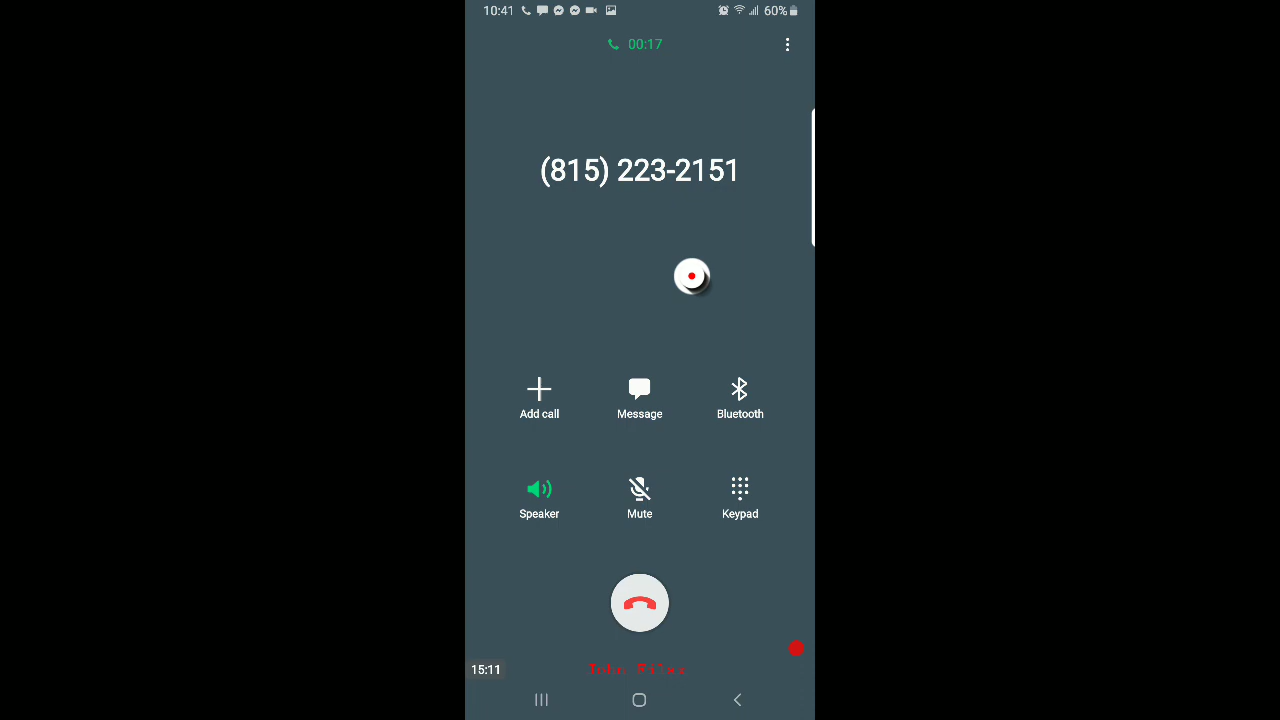 10:41 60%
00:17
(815) 223-2151
Add call Message Bluetooth
Speaker Mute Keypad
15:11